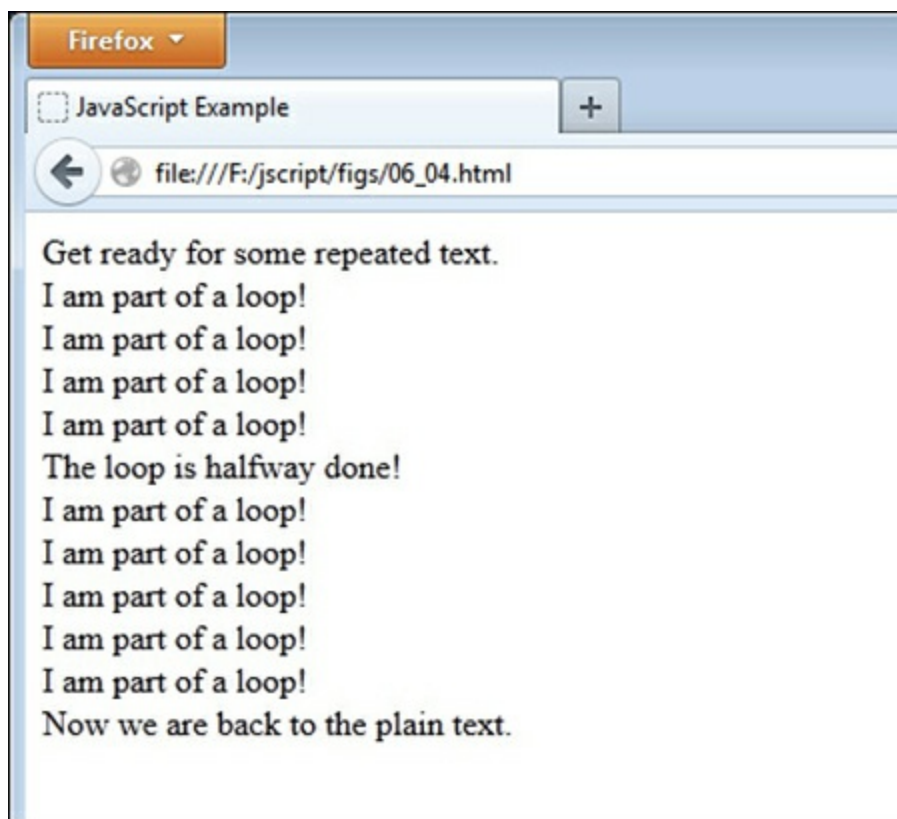 Firefox
JavaScript Example
file:///F:/jscript/figs/06_04.html
Get ready for some repeated text.
I am part of a loop!
I am part of a loop!
I am part of a loop!
I am part of a loop!
The loop is halfway done!
I am part of a loop!
I am part of a loop!
I am part of a loop!
I am part of a loop!
I am part of a loop!
Now we are back to the plain text.